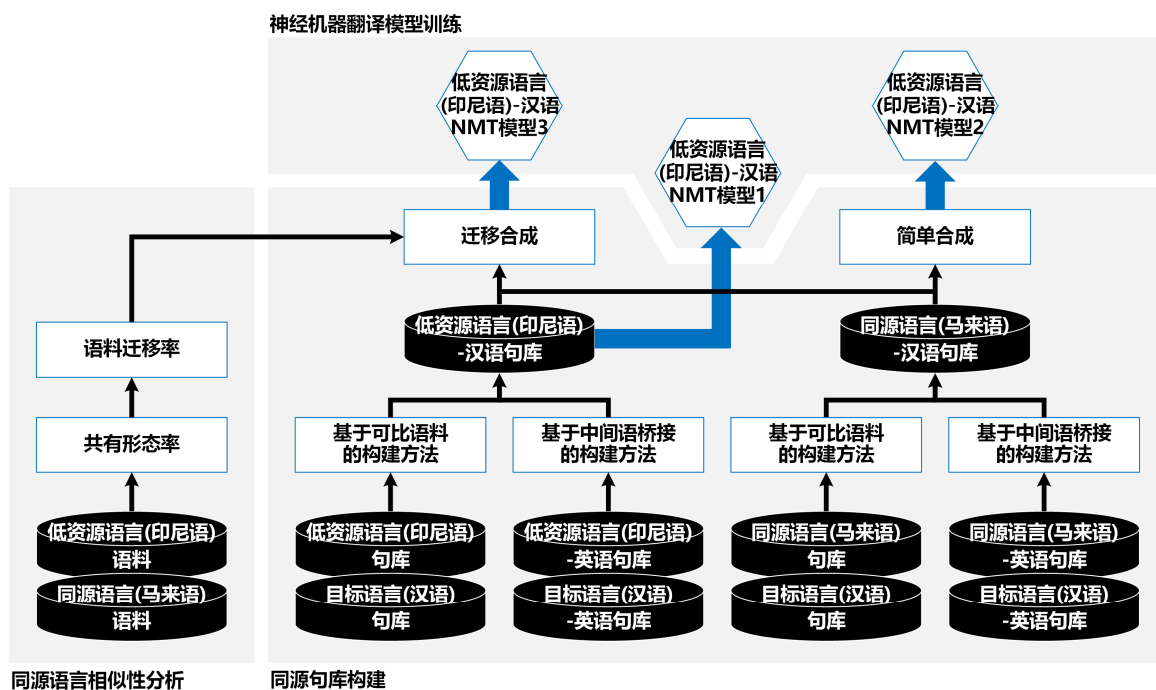 神经机器翻译模型训练
低资源语言
(印尼语)-汉语
NMT模型3
低资源语言
(印尼语)-汉语
NMT模型1
低资源语言
(印尼语)-汉语
NMT模型2
迁移合成
简单合成
低资源语言(印尼语)
-汉语句库
同源语言(马来语)
-汉语句库
语料迁移率
共有形态率
基于可比语料
的构建方法
基于中间语桥接
的构建方法
基于可比语料
的构建方法
基于中间语桥接
的构建方法
低资源语言(印尼语)
语料
同源语言(马来语)
语料
低资源语言(印尼语)
句库
目标语言(汉语)
句库
低资源语言(印尼语)
-英语句库
目标语言(汉语)
-英语句库
同源语言(马来语)
句库
目标语言(汉语)
句库
同源语言(马来语)
-英语句库
目标语言(汉语)
-英语句库
同源语言相似性分析
同源句库构建